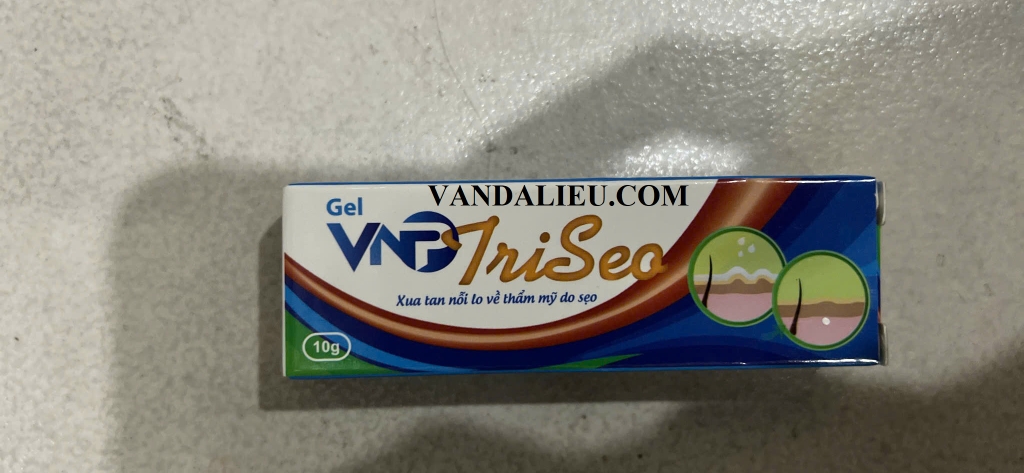 VANDALIEU.COM
Gel
VNP TriSeo
Xua tan nỗi lo về thẩm mỹ do sẹo
10g